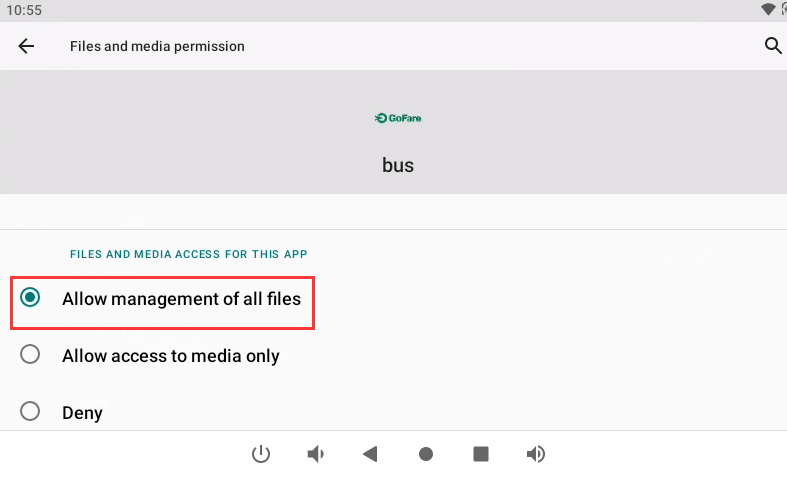 10:55
Files and media permission
GoFare
bus
FILES AND MEDIA ACCESS FOR THIS APP
Allow management of all files
Allow access to media only
Deny